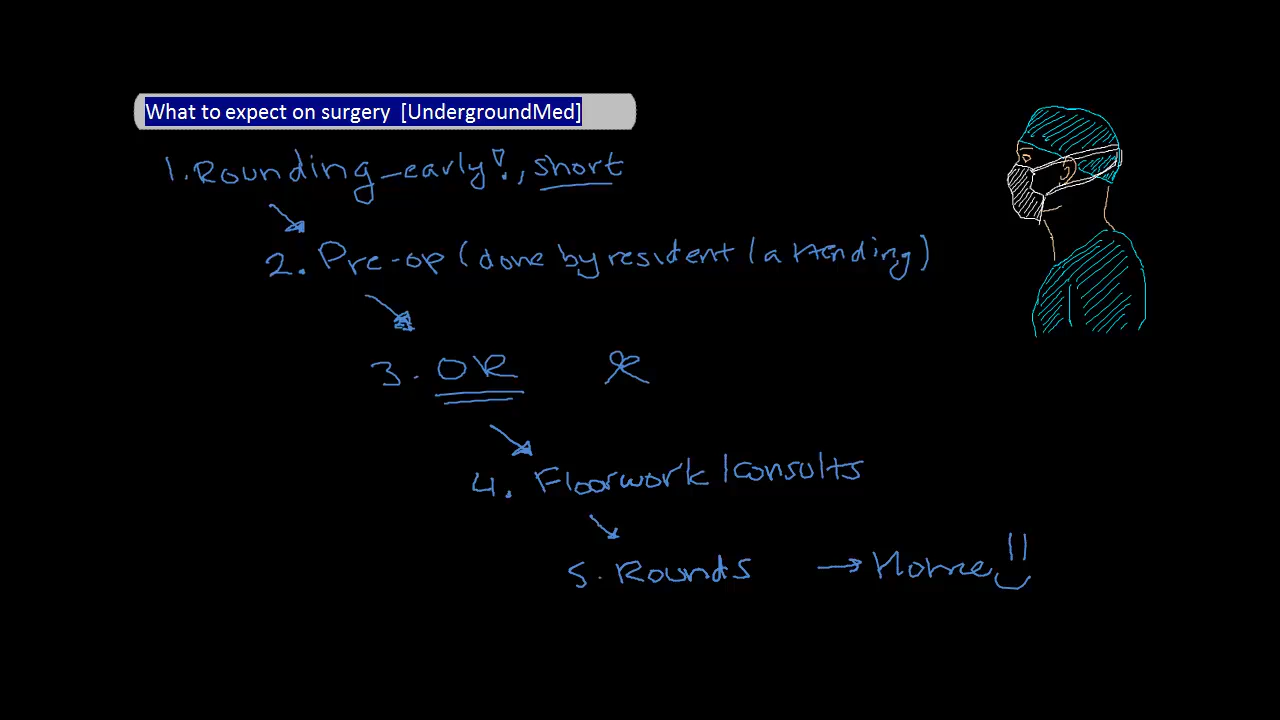 What to expect on surgery [UndergroundMed]
1. Rounding - early!, short
2. Pre-op (done by resident / attending)
3. OR
4. Floorwork / consults
5. Rounds → Home